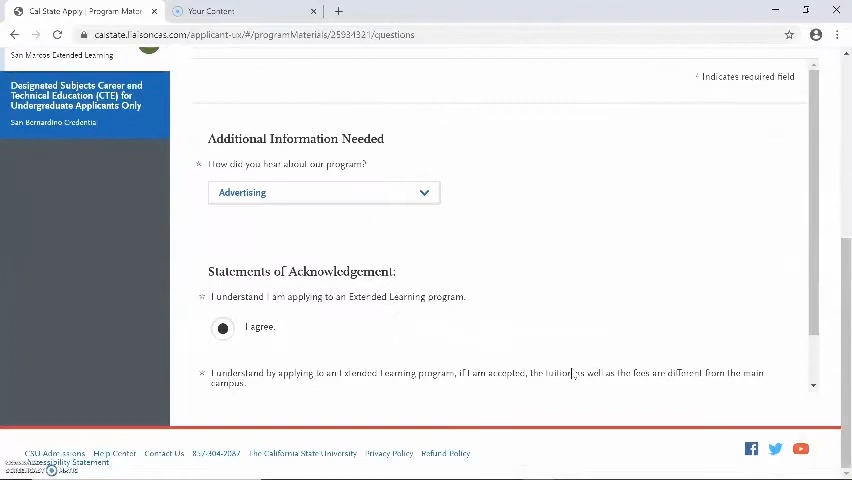 Cal State Apply | Program Mater
Your Content
calstate.liaisoncas.com/applicant-ux/#/programMaterials/25934321/questions
San Marcos Extended Learning
* Indicates required field
Designated Subjects Career and
Technical Education (CTE) for
Undergraduate Applicants Only
San Bernardino Credential
Additional Information Needed
* How did you hear about our program?
Advertising
Statements of Acknowledgement:
* I understand I am applying to an Extended Learning program.
I agree.
* I understand by applying to an Extended Learning program, if I am accepted, the tuition as well as the fees are different from the main
campus.
CSU Admissions Help Center Contact Us 857-304-2087 The California State University Privacy Policy Refund Policy
Accessibility Statement